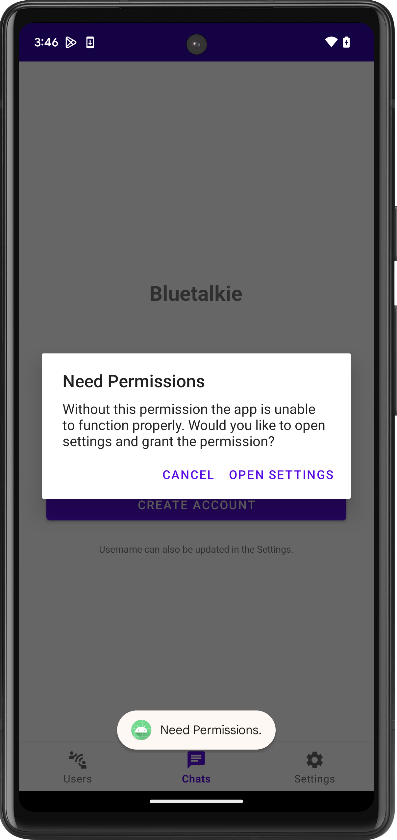 3:46
Bluetalkie
Need Permissions
Without this permission the app is unable
to function properly. Would you like to open
settings and grant the permission?
CANCEL OPEN SETTINGS
CREATE ACCOUNT
Username can also be updated in the Settings.
Need Permissions.
Users Chats Settings